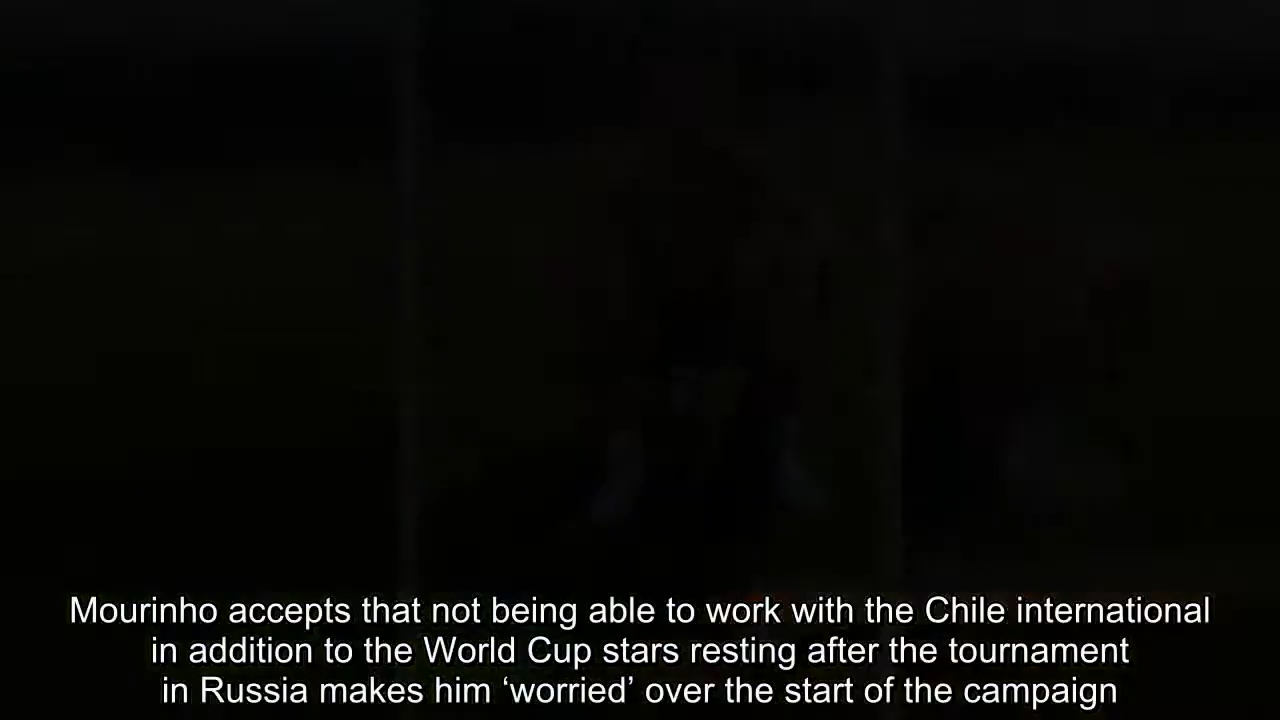 Mourinho accepts that not being able to work with the Chile international
in addition to the World Cup stars resting after the tournament
in Russia makes him ‘worried’ over the start of the campaign